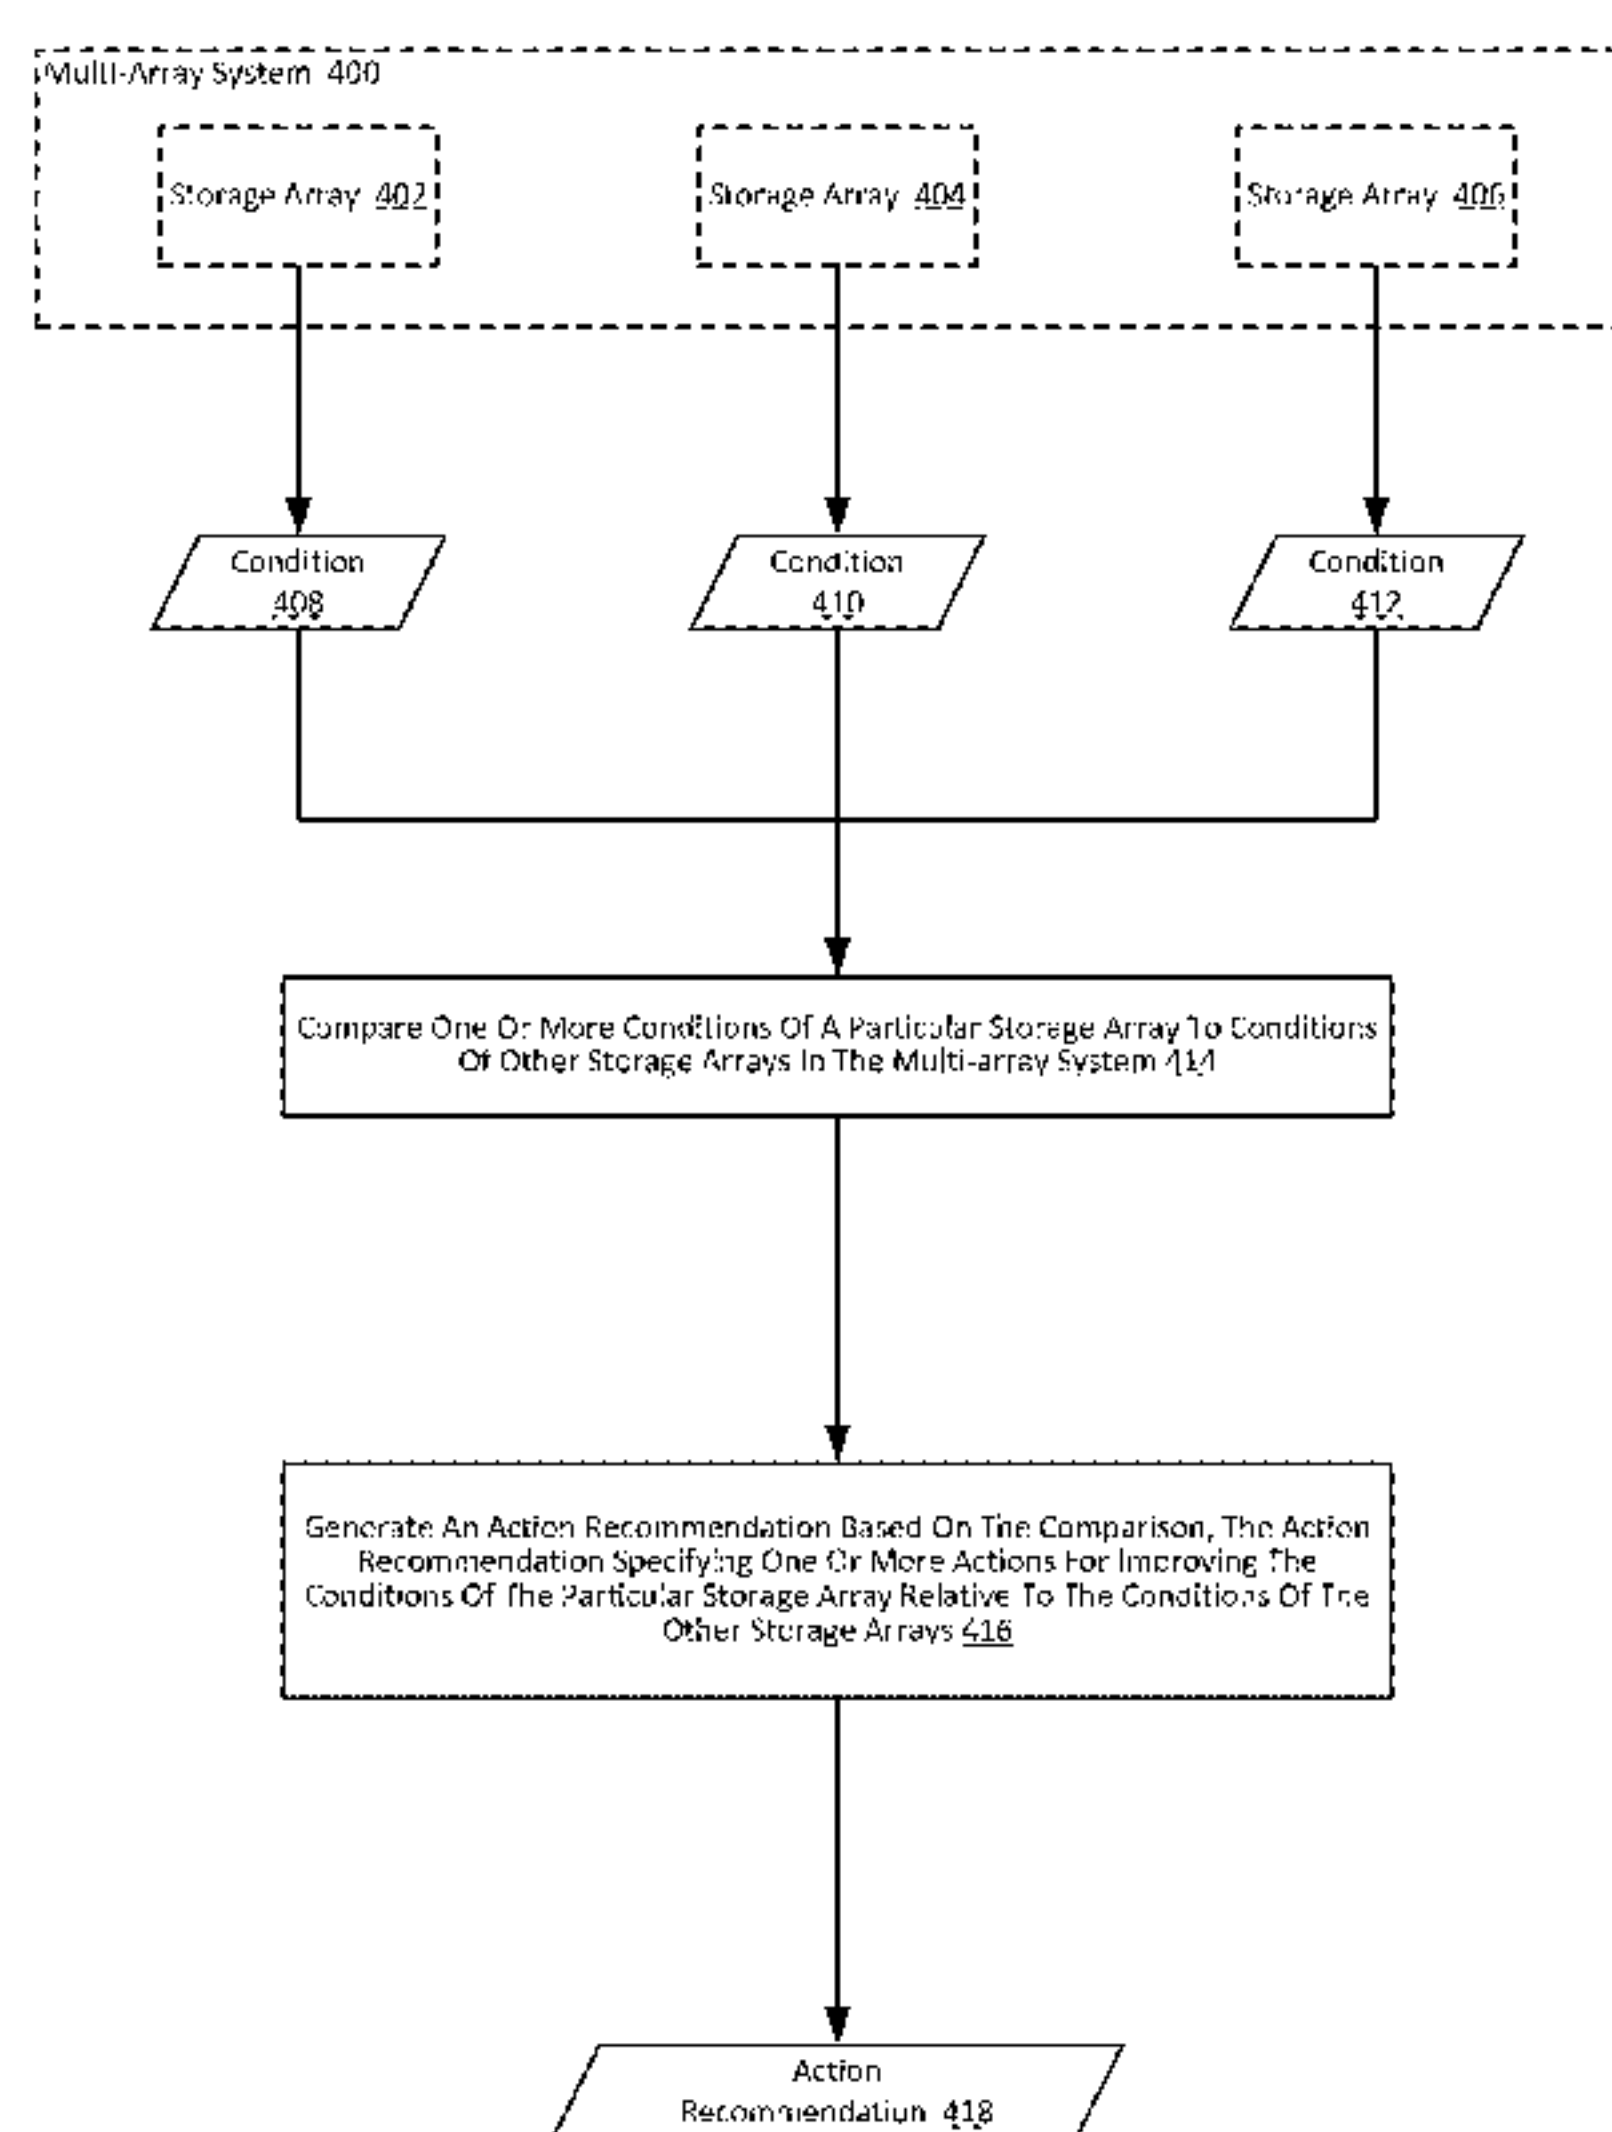 Multi-Array System 400
Storage Array 402
Storage Array 404
Storage Array 406
Condition
408
Condition
410
Condition
412
Compare One Or More Conditions Of A Particular Storage Array To Conditions
Of Other Storage Arrays In The Multi-array System 414
Generate An Action Recommendation Based On The Comparison, The Action
Recommendation Specifying One Or More Actions For Improving The
Conditions Of The Particular Storage Array Relative To The Conditions Of The
Other Storage Arrays 416
Action
Recommendation 418